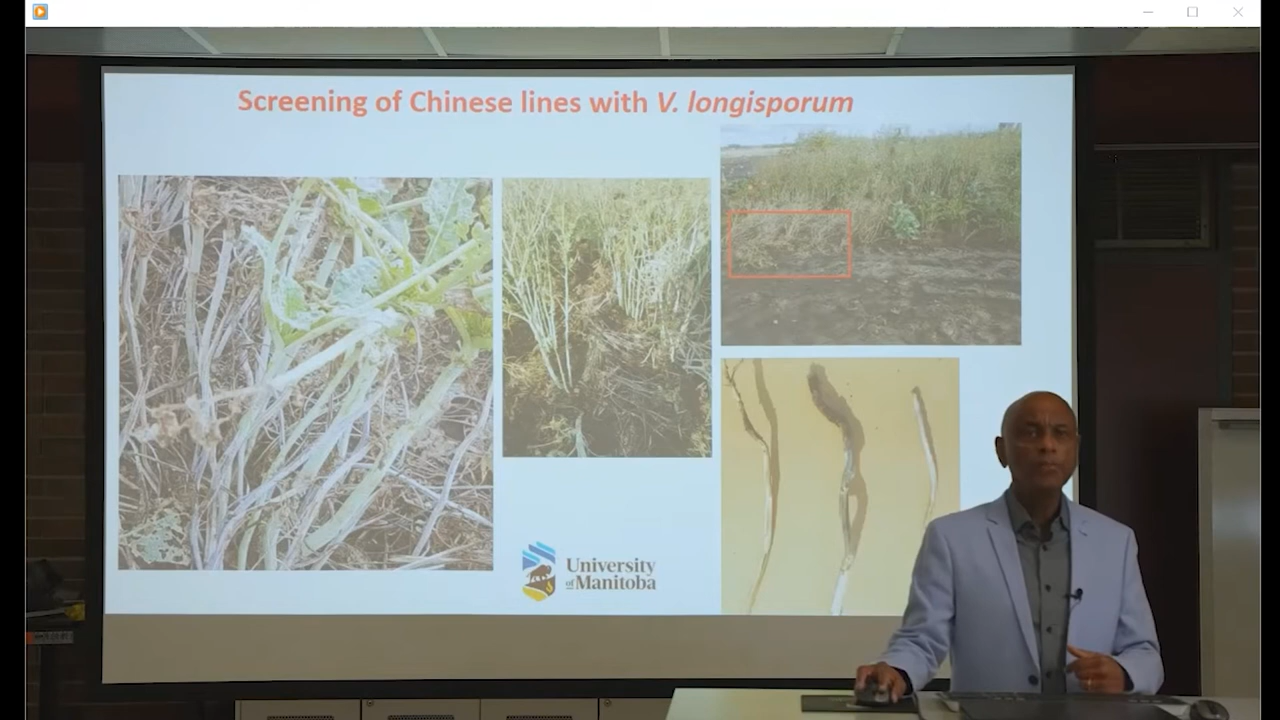 Screening of Chinese lines with V. longisporum
University
of Manitoba